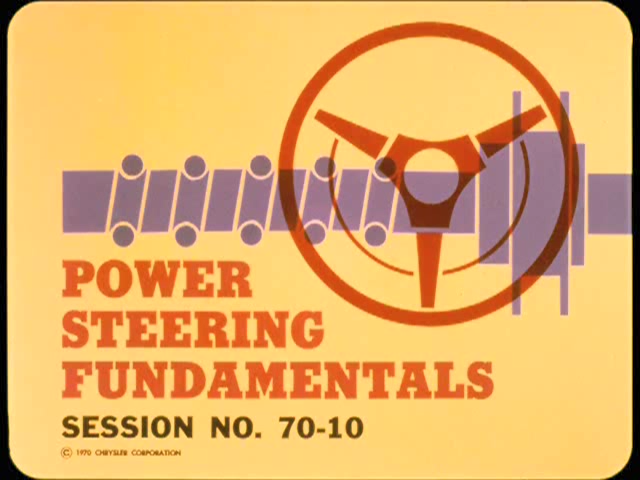 POWER
STEERING
FUNDAMENTALS
SESSION NO. 70-10
© 1970 CHRYSLER CORPORATION